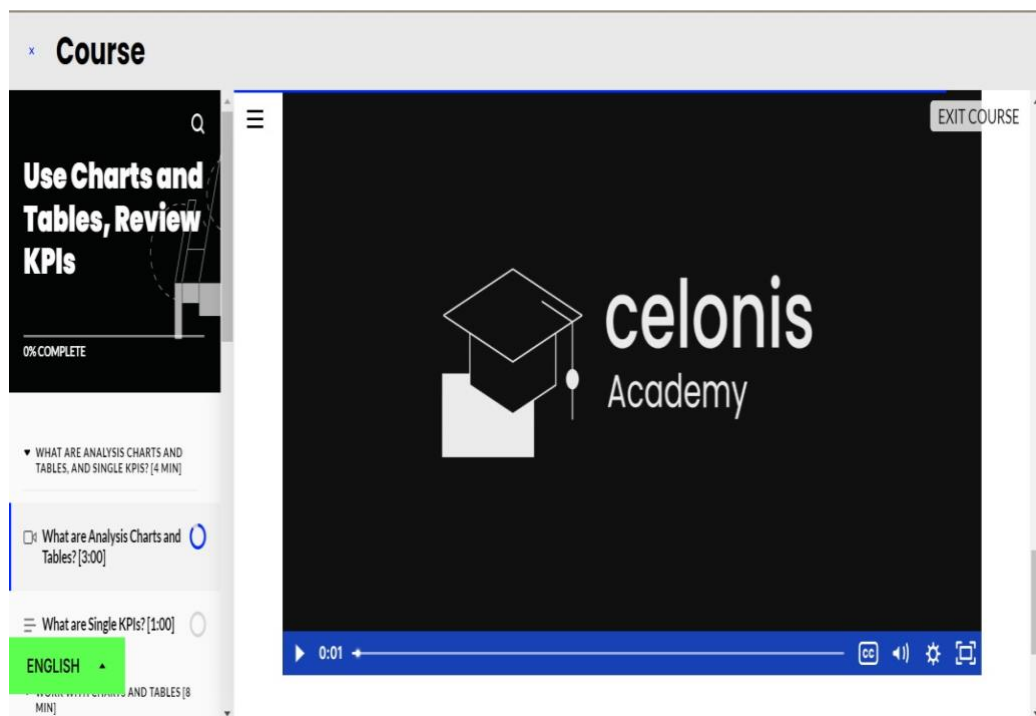 x Course
EXIT COURSE
Use Charts and
Tables, Review
KPIs
0% COMPLETE
WHAT ARE ANALYSIS CHARTS AND
TABLES, AND SINGLE KPIS? [4 MIN]
What are Analysis Charts and
Tables? [3:00]
What are Single KPIs? [1:00]
ENGLISH
AND TABLES [8
MIN]
celonis
Academy
0:01
CC